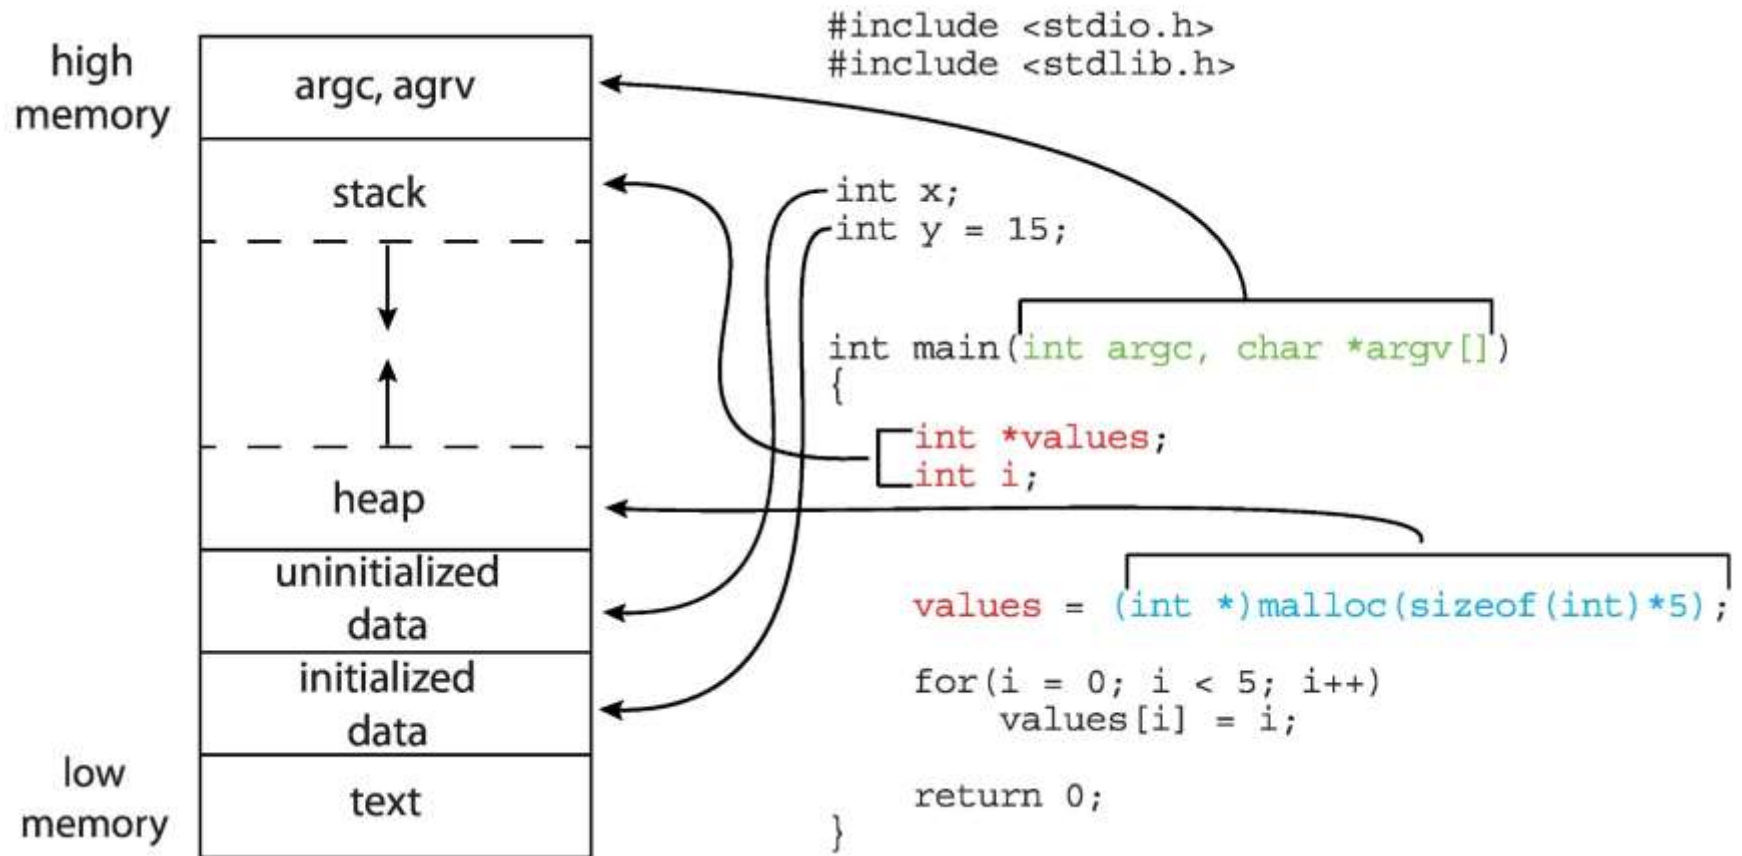 high
memory
argc, agrv
stack
heap
uninitialized
data
initialized
data
low
memory
text
#include <stdio.h>
#include <stdlib.h>
int x;
int y = 15;
int main(int argc, char *argv[])
{
int *values;
int i;
values = (int *)malloc(sizeof(int)*5);
for(i = 0; i < 5; i++)
values[i] = i;
return 0;
}